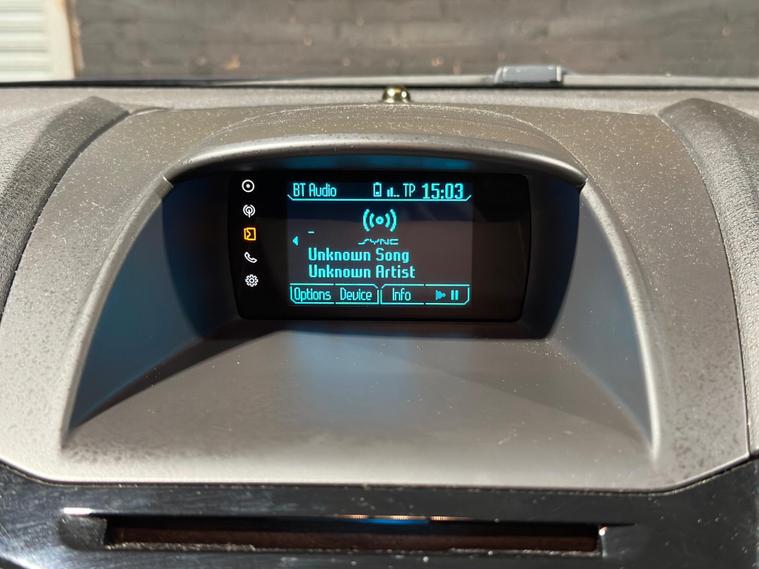 BT Audio TP 15:03
-
SYNC
Unknown Song
Unknown Artist
Options Device Info